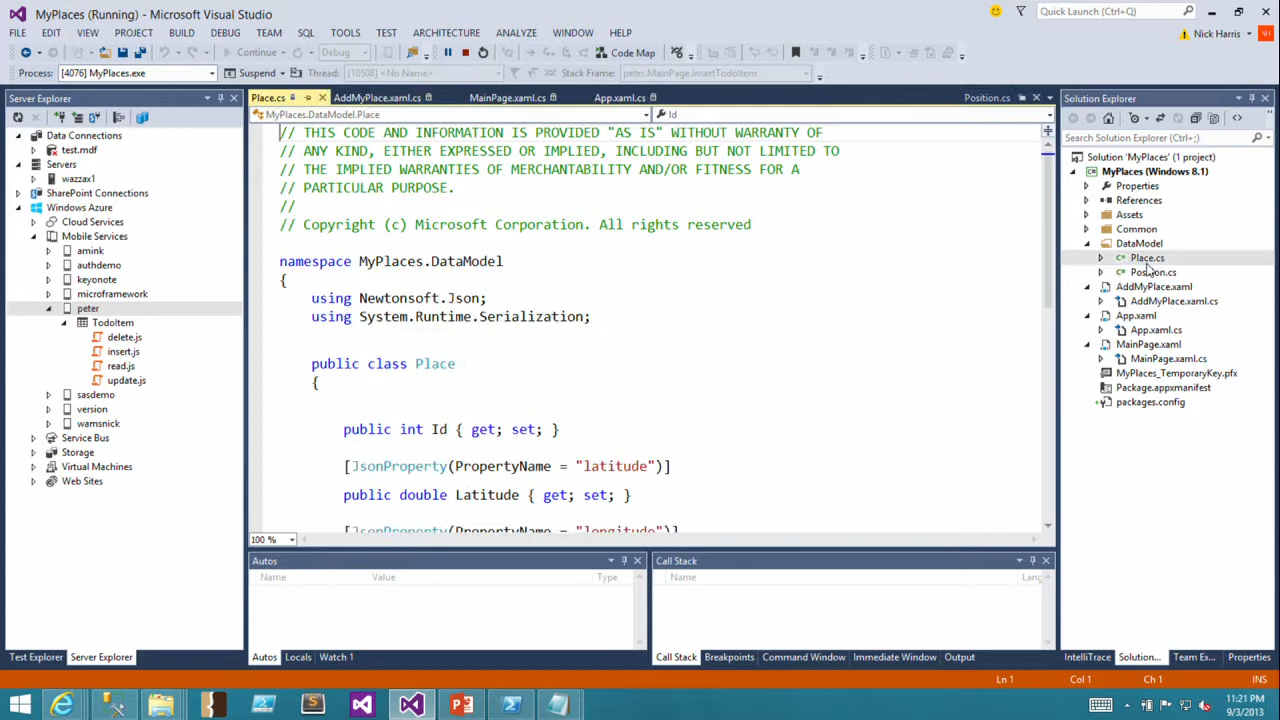 MyPlaces (Running) - Microsoft Visual Studio
Quick Launch (Ctrl+Q)
FILE EDIT VIEW PROJECT BUILD DEBUG TEAM SQL TOOLS TEST ARCHITECTURE ANALYZE WINDOW HELP
Nick Harris NH
Continue Debug Code Map
Process: [4076] MyPlaces.exe Suspend Thread: [10508] <No Name> Stack Frame: peter.MainPage.InsertTodoItem
Server Explorer
Data Connections
test.mdf
Servers
wazzax1
SharePoint Connections
Windows Azure
Cloud Services
Mobile Services
amink
authdemo
keyonote
microframework
peter
TodoItem
delete.js
insert.js
read.js
update.js
sasdemo
version
wamsnick
Service Bus
Storage
Virtual Machines
Web Sites
Test Explorer Server Explorer
Place.cs AddMyPlace.xaml.cs MainPage.xaml.cs App.xaml.cs Position.cs
MyPlaces.DataModel.Place Id
// THIS CODE AND INFORMATION IS PROVIDED "AS IS" WITHOUT WARRANTY OF
// ANY KIND, EITHER EXPRESSED OR IMPLIED, INCLUDING BUT NOT LIMITED TO
// THE IMPLIED WARRANTIES OF MERCHANTABILITY AND/OR FITNESS FOR A
// PARTICULAR PURPOSE.
//
// Copyright (c) Microsoft Corporation. All rights reserved
namespace MyPlaces.DataModel
{
using Newtonsoft.Json;
using System.Runtime.Serialization;
public class Place
{
public int Id { get; set; }
[JsonProperty(PropertyName = "latitude")]
public double Latitude { get; set; }
[JsonProperty(PropertyName = "longitude")]
100 %
Autos
Name Value Type
Autos Locals Watch 1
Call Stack
Name Lang
Call Stack Breakpoints Command Window Immediate Window Output
Solution Explorer
Search Solution Explorer (Ctrl+;)
Solution 'MyPlaces' (1 project)
MyPlaces (Windows 8.1)
Properties
References
Assets
Common
DataModel
Place.cs
Position.cs
AddMyPlace.xaml
AddMyPlace.xaml.cs
App.xaml
App.xaml.cs
MainPage.xaml
MainPage.xaml.cs
MyPlaces_TemporaryKey.pfx
Package.appxmanifest
packages.config
IntelliTrace Solution... Team Ex... Properties
Ln 1 Col 1 Ch 1 INS
11:21 PM
9/3/2013